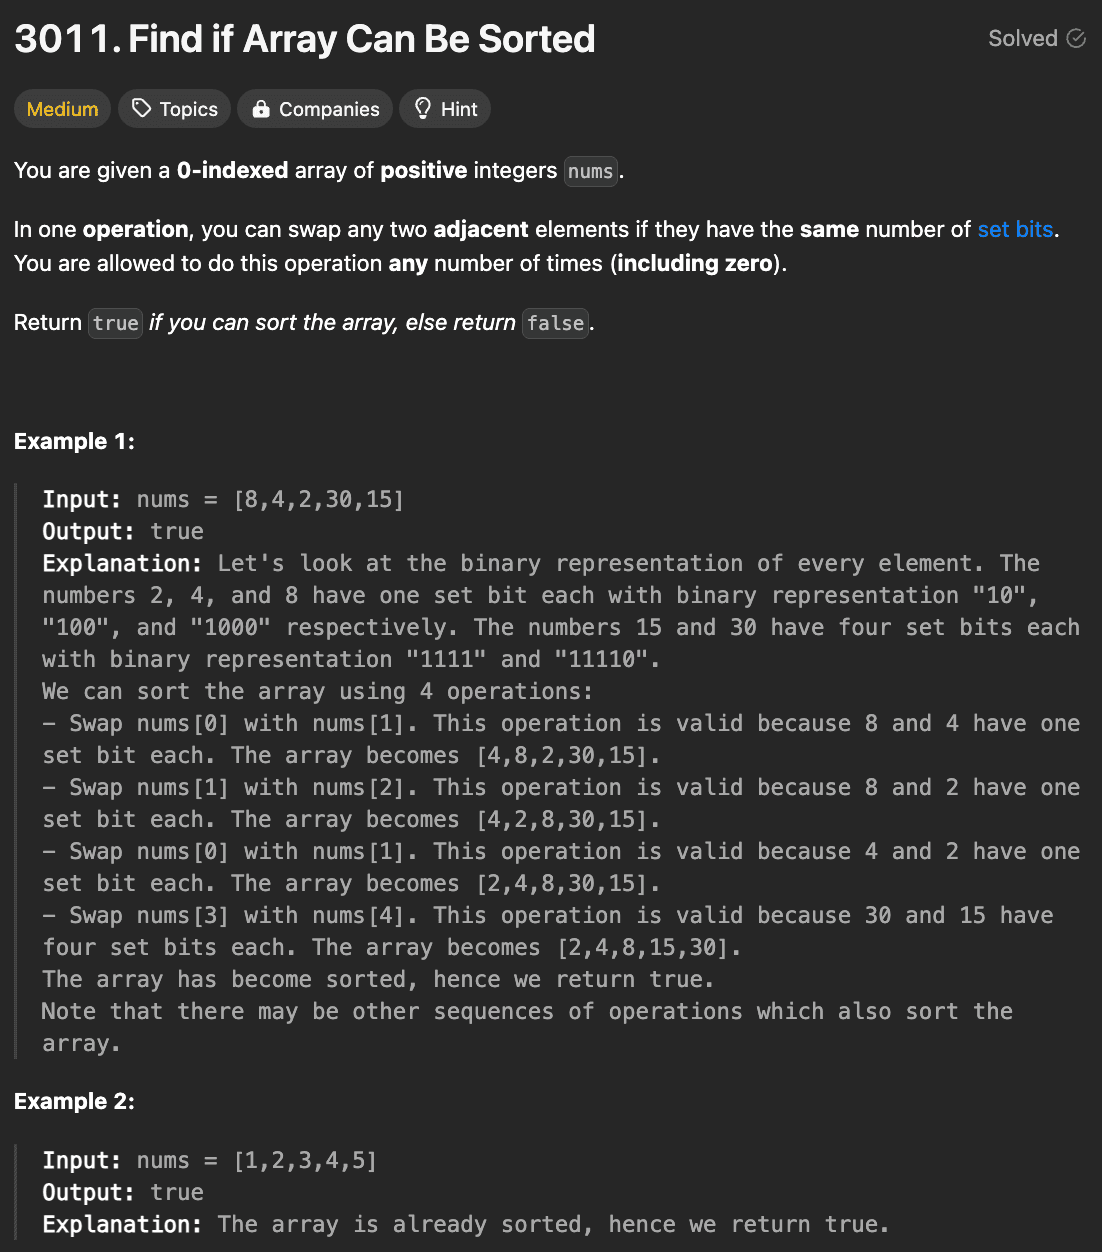 3011. Find if Array Can Be Sorted
Solved
Medium Topics Companies Hint
You are given a 0-indexed array of positive integers nums.
In one operation, you can swap any two adjacent elements if they have the same number of set bits.
You are allowed to do this operation any number of times (including zero).
Return true if you can sort the array, else return false.
Example 1:
Input: nums = [8,4,2,30,15]
Output: true
Explanation: Let's look at the binary representation of every element. The
numbers 2, 4, and 8 have one set bit each with binary representation "10",
"100", and "1000" respectively. The numbers 15 and 30 have four set bits each
with binary representation "1111" and "11110".
We can sort the array using 4 operations:
– Swap nums[0] with nums[1]. This operation is valid because 8 and 4 have one
set bit each. The array becomes [4,8,2,30,15].
– Swap nums[1] with nums[2]. This operation is valid because 8 and 2 have one
set bit each. The array becomes [4,2,8,30,15].
– Swap nums[0] with nums[1]. This operation is valid because 4 and 2 have one
set bit each. The array becomes [2,4,8,30,15].
– Swap nums[3] with nums[4]. This operation is valid because 30 and 15 have
four set bits each. The array becomes [2,4,8,15,30].
The array has become sorted, hence we return true.
Note that there may be other sequences of operations which also sort the
array.
Example 2:
Input: nums = [1,2,3,4,5]
Output: true
Explanation: The array is already sorted, hence we return true.